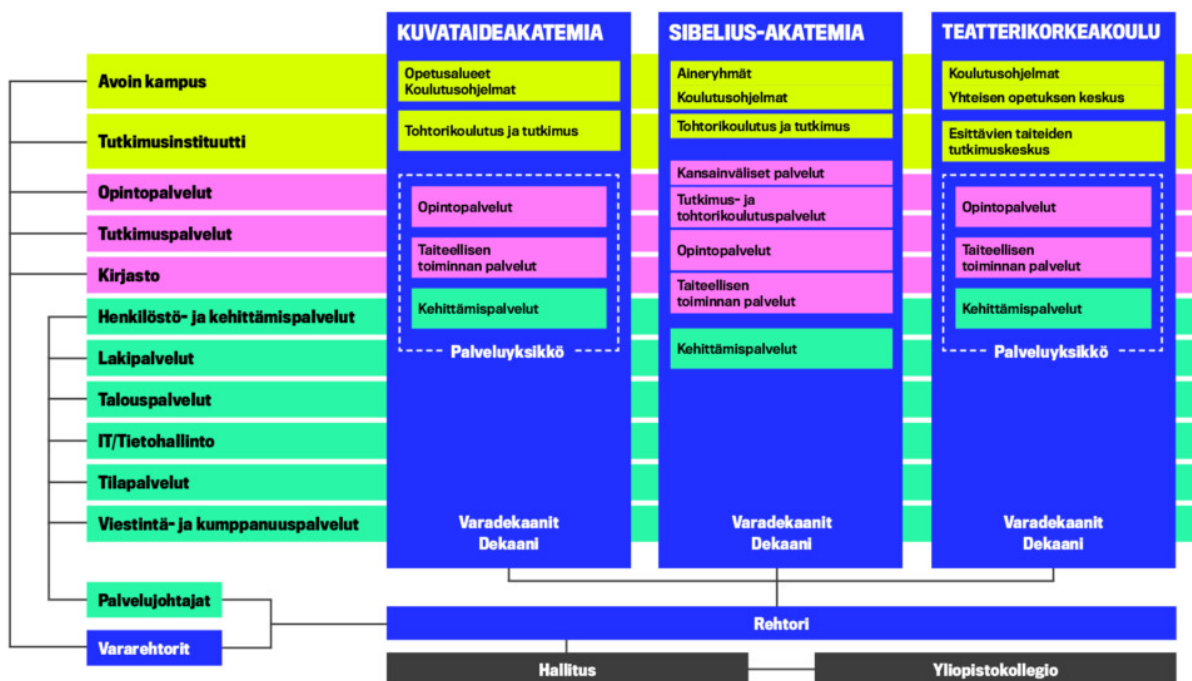 KUVATAIDEAKATEMIA
SIBELIUS-AKATEMIA
TEATTERIKORKEAKOULU
Avoin kampus
Tutkimusinstituutti
Opintopalvelut
Tutkimuspalvelut
Kirjasto
Henkilöstö- ja kehittämispalvelut
Lakipalvelut
Talouspalvelut
IT/Tietohallinto
Tilapalvelut
Viestintä- ja kumppanuuspalvelut
Opetusalueet
Koulutusohjelmat
Tohtorikoulutus ja tutkimus
Opintopalvelut
Taiteellisen
toiminnan palvelut
Kehittämispalvelut
Palveluyksikkö
Varadekaanit
Dekaani
Aineryhmät
Koulutusohjelmat
Tohtorikoulutus ja tutkimus
Kansainväliset palvelut
Tutkimus- ja
tohtorikoulutuspalvelut
Opintopalvelut
Taiteellisen
toiminnan palvelut
Kehittämispalvelut
Varadekaanit
Dekaani
Koulutusohjelmat
Yhteisen opetuksen keskus
Esittävien taiteiden
tutkimuskeskus
Opintopalvelut
Taiteellisen
toiminnan palvelut
Kehittämispalvelut
Palveluyksikkö
Varadekaanit
Dekaani
Palvelujohtajat
Vararehtorit
Rehtori
Hallitus
Yliopistokollegio